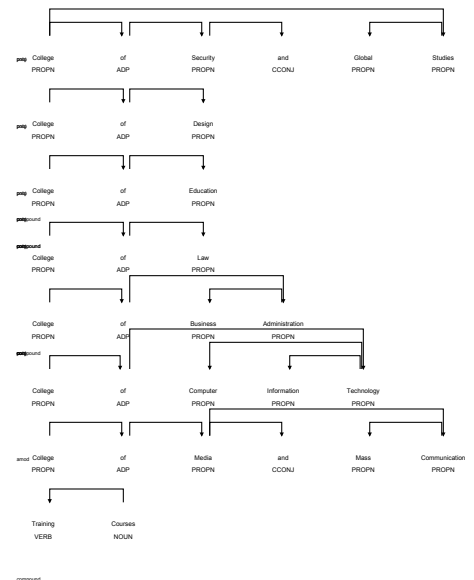 College of Security and Global Studies
PROPN ADP PROPN CCONJ PROPN PROPN
College of Design
PROPN ADP PROPN
College of Education
PROPN ADP PROPN
compound
College of Law
PROPN ADP PROPN
College of Business Administration
PROPN ADP PROPN PROPN
College of Computer Information Technology
PROPN ADP PROPN PROPN PROPN
amod College of Media and Mass Communication
PROPN ADP PROPN CCONJ PROPN PROPN
Training Courses
VERB NOUN
compound